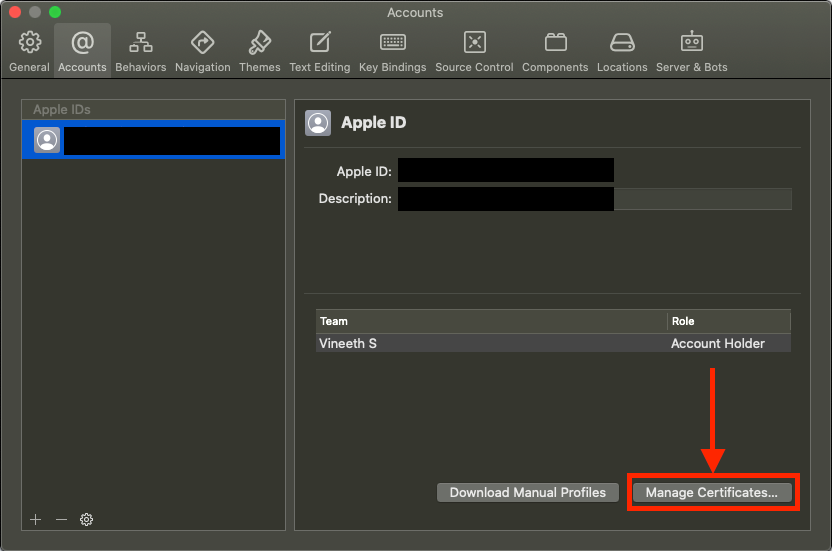 Accounts
General Accounts Behaviors Navigation Themes Text Editing Key Bindings Source Control Components Locations Server & Bots
Apple IDs
Apple ID
Apple ID:
Description:
Team Role
Vineeth S Account Holder
Download Manual Profiles Manage Certificates...